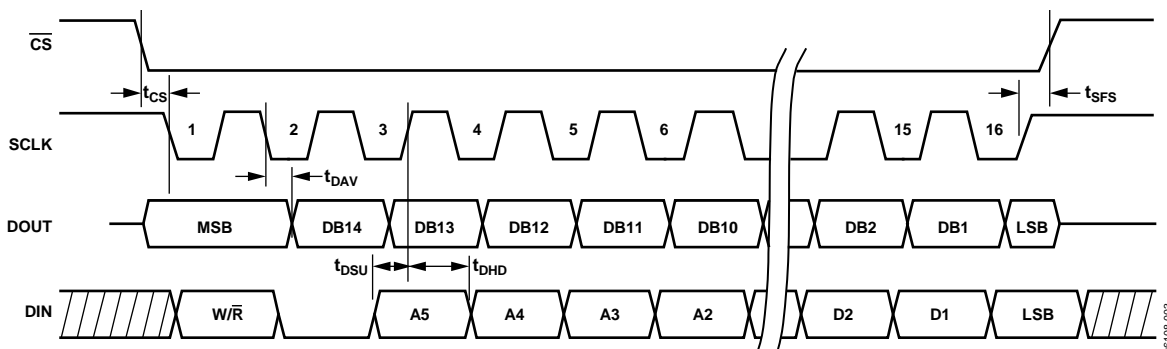 CS
tCS
tSFS
SCLK
1 2 3 4 5 6 15 16
tDAV
DOUT
MSB DB14 DB13 DB12 DB11 DB10 DB2 DB1 LSB
tDSU tDHD
DIN
W/R A5 A4 A3 A2 D2 D1 LSB